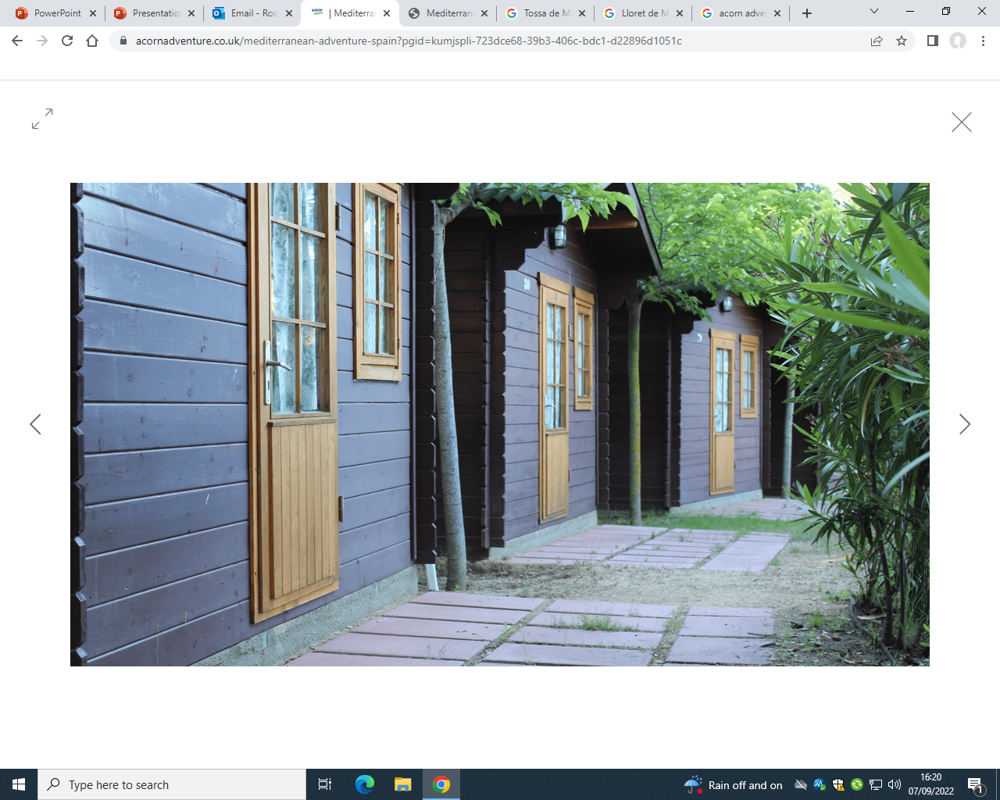 PowerPoint
Presentatio
Email - Ros
| Mediterra
Mediterran
Tossa de M
Lloret de M
acorn adve
acornadventure.co.uk/mediterranean-adventure-spain?pgid=kumjspli-723dce68-39b3-406c-bdc1-d22896d1051c
30
Type here to search
Rain off and on
16:20
07/09/2022
1